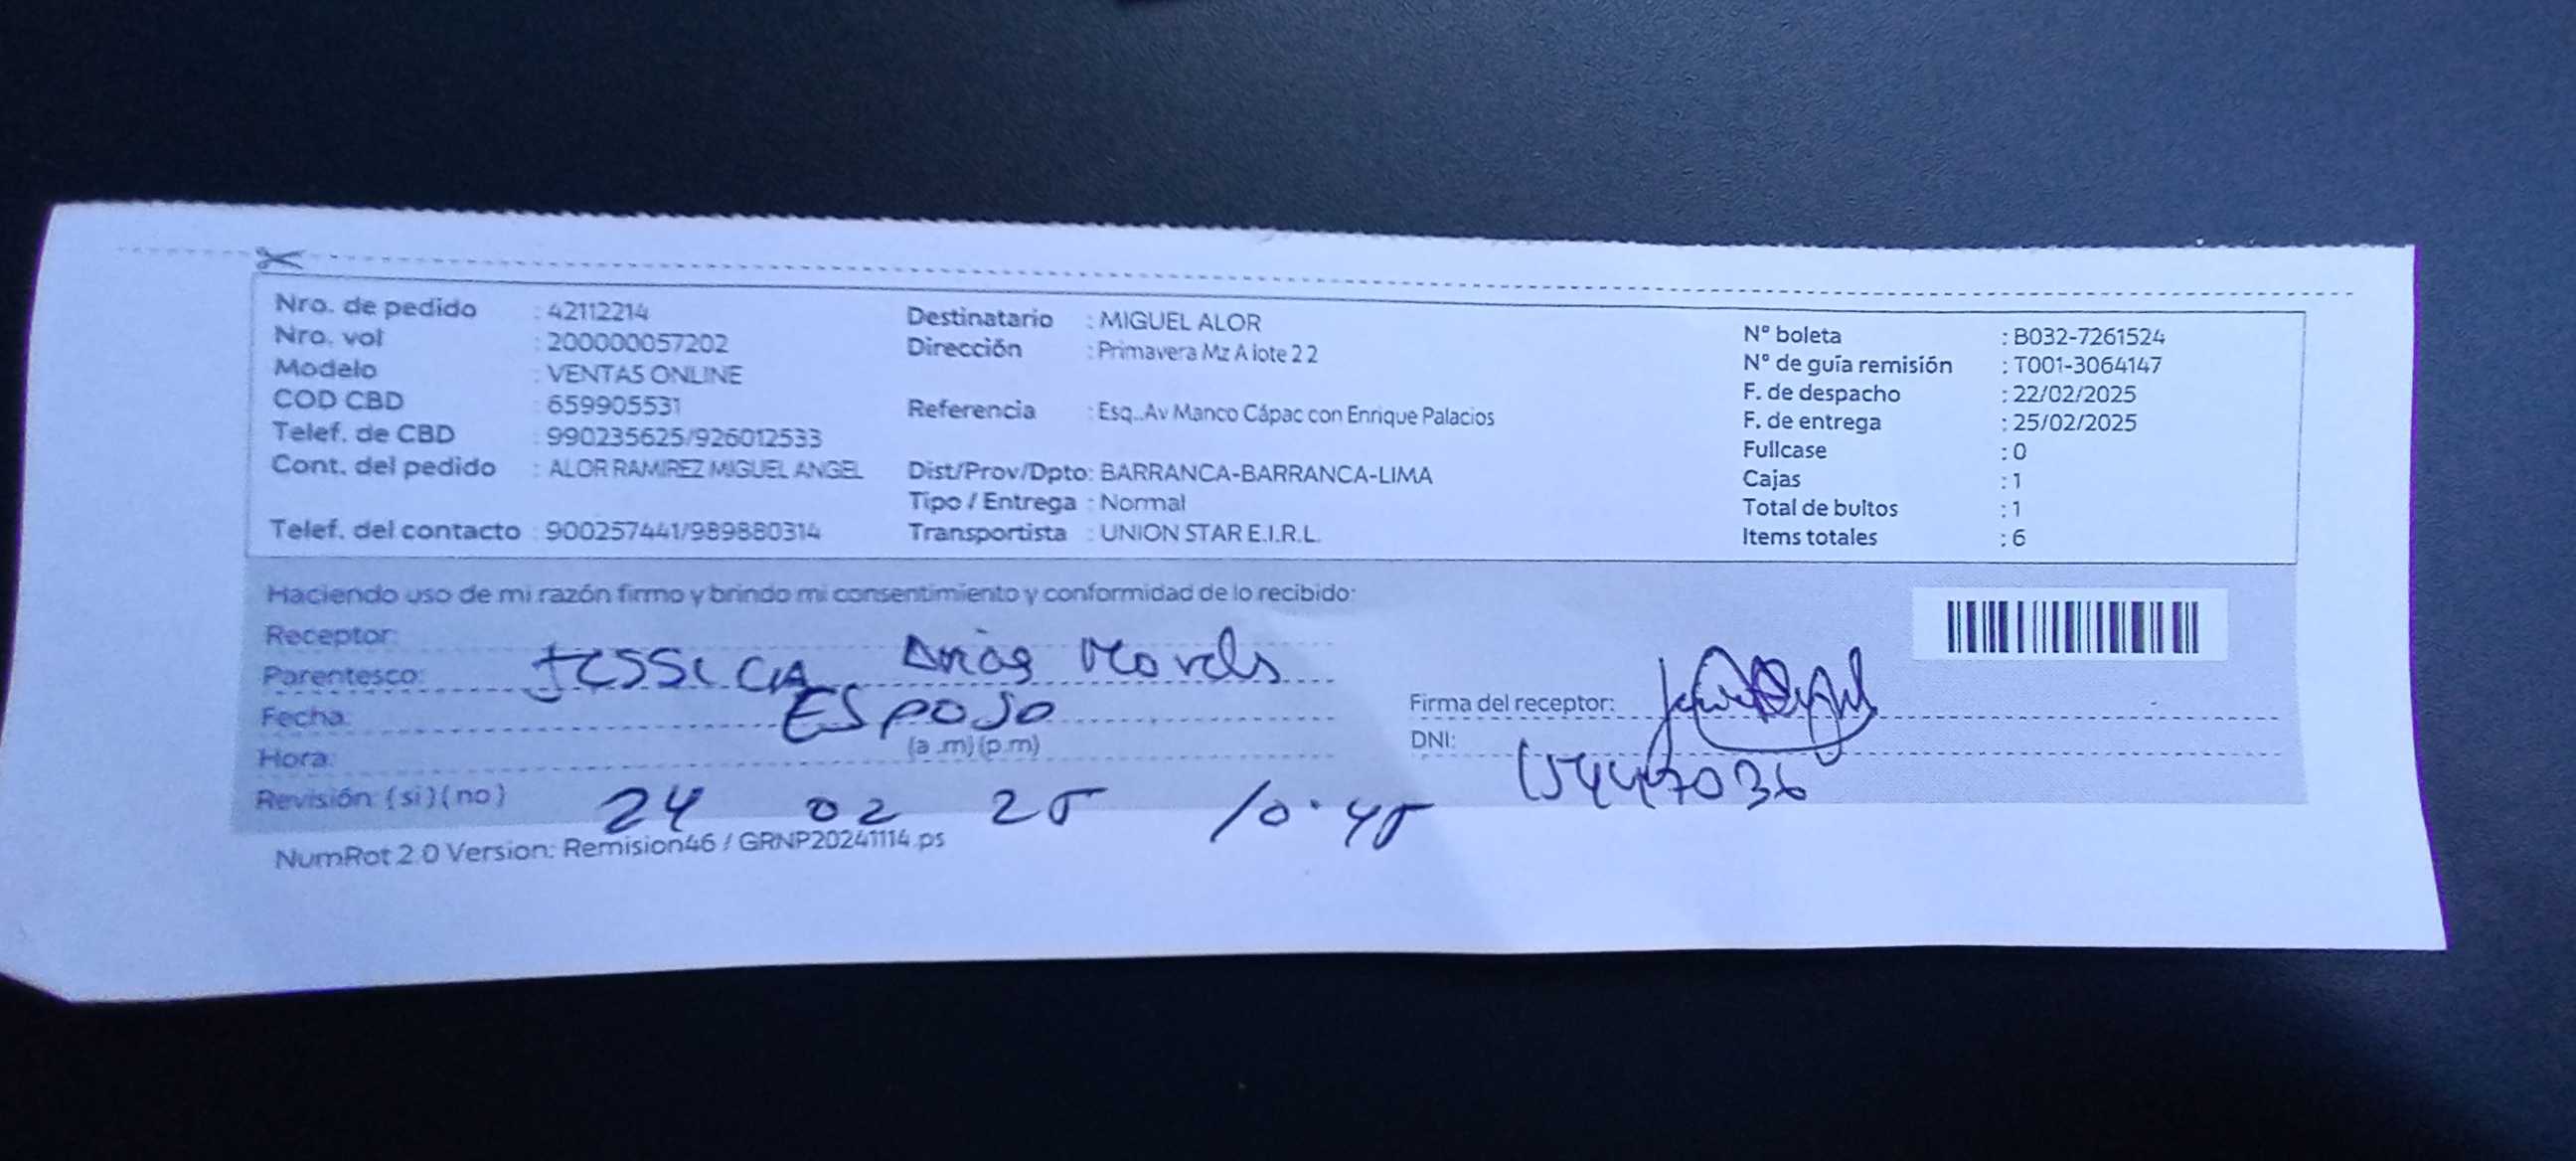 Nro. de pedido : 42112214
Nro. vol : 200000057202
Modelo : VENTAS ONLINE
COD CBD : 659905531
Telef. de CBD : 990235625/926012533
Cont. del pedido : ALOR RAMIREZ MIGUEL ANGEL
Telef. del contacto : 900257441/989880314
Destinatario : MIGUEL ALOR
Dirección : Primavera Mz A lote 2 2
Referencia : Esq..Av Manco Cápac con Enrique Palacios
Dist/Prov/Dpto: BARRANCA-BARRANCA-LIMA
Tipo / Entrega : Normal
Transportista : UNION STAR E.I.R.L.
N° boleta : B032-7261524
N° de guía remisión : T001-3064147
F. de despacho : 22/02/2025
F. de entrega : 25/02/2025
Fullcase : 0
Cajas : 1
Total de bultos : 1
Items totales : 6
Haciendo uso de mi razón firmo y brindo mi consentimiento y conformidad de lo recibido:
Receptor:
Parentesco: JESSICA Arias
Fecha: ESPOSO
(a .m) (p.m)
Hora:
Revisión: (si) (no) 24 02 25 10.45
Firma del receptor:
DNI: 15447036
NumRot 2.0 Version: Remision46 / GRNP20241114.ps